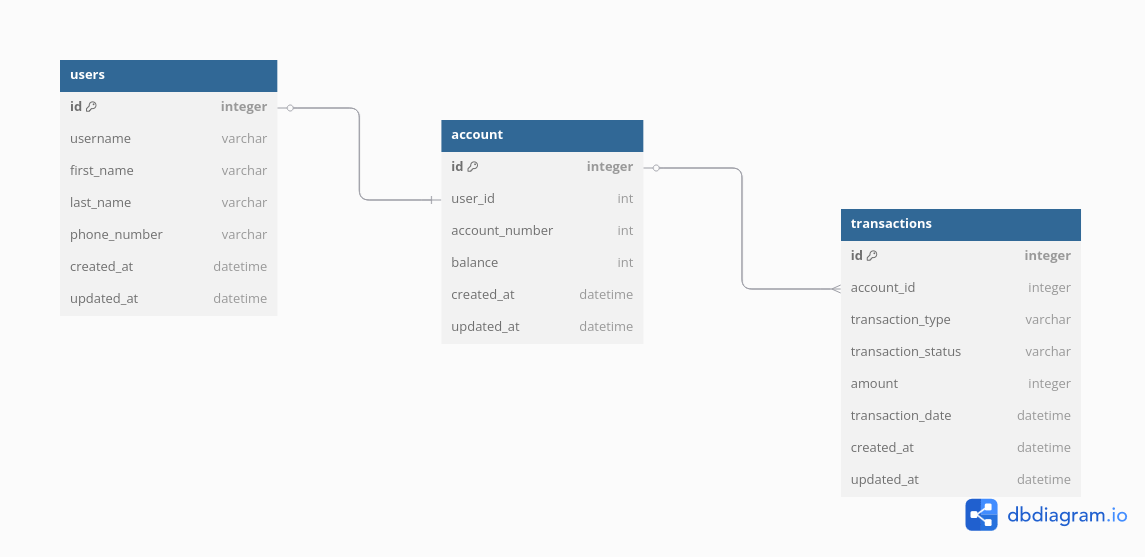 users
id integer
username varchar
first_name varchar
last_name varchar
phone_number varchar
created_at datetime
updated_at datetime
account
id integer
user_id int
account_number int
balance int
created_at datetime
updated_at datetime
transactions
id integer
account_id integer
transaction_type varchar
transaction_status varchar
amount integer
transaction_date datetime
created_at datetime
updated_at datetime
dbdiagram.io